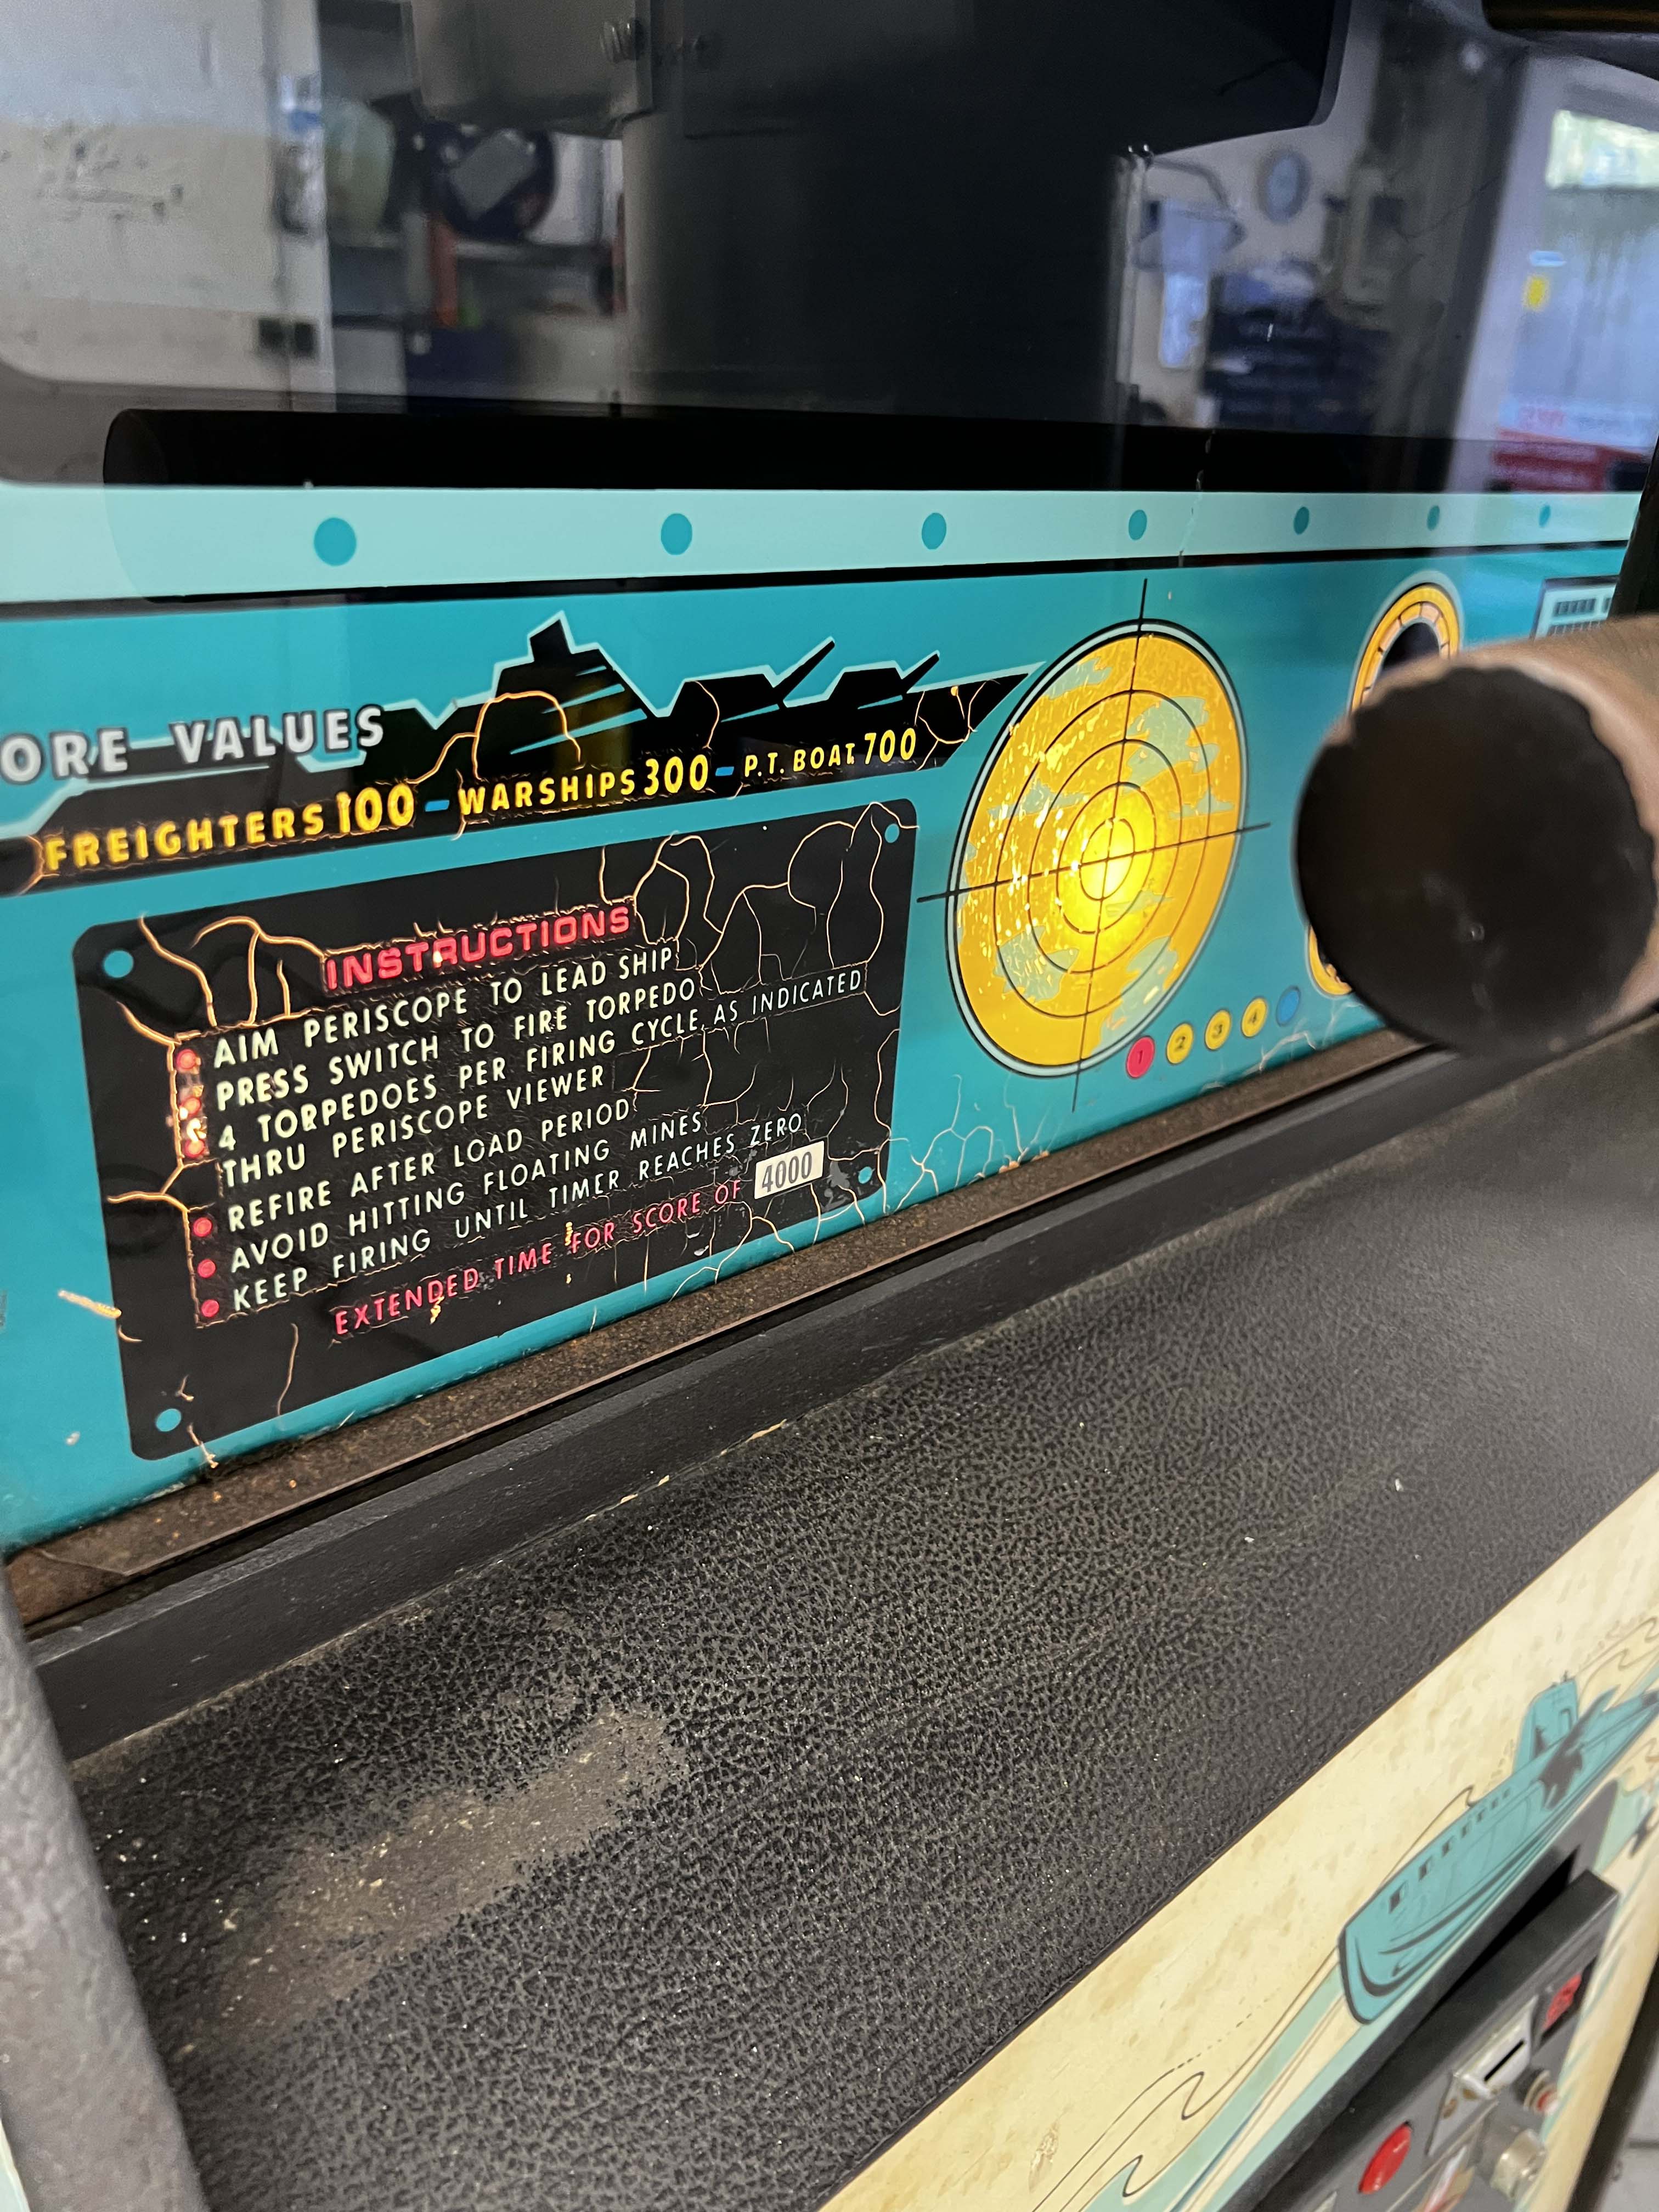 ORE VALUES
FREIGHTERS 100 - WARSHIPS 300 - P.T. BOAT 700
INSTRUCTIONS
AIM PERISCOPE TO LEAD SHIP
PRESS SWITCH TO FIRE TORPEDO
4 TORPEDOES PER FIRING CYCLE, AS INDICATED
THRU PERISCOPE VIEWER
REFIRE AFTER LOAD PERIOD
AVOID HITTING FLOATING MINES
KEEP FIRING UNTIL TIMER REACHES ZERO
EXTENDED TIME FOR SCORE OF 4000
1 2 3 4